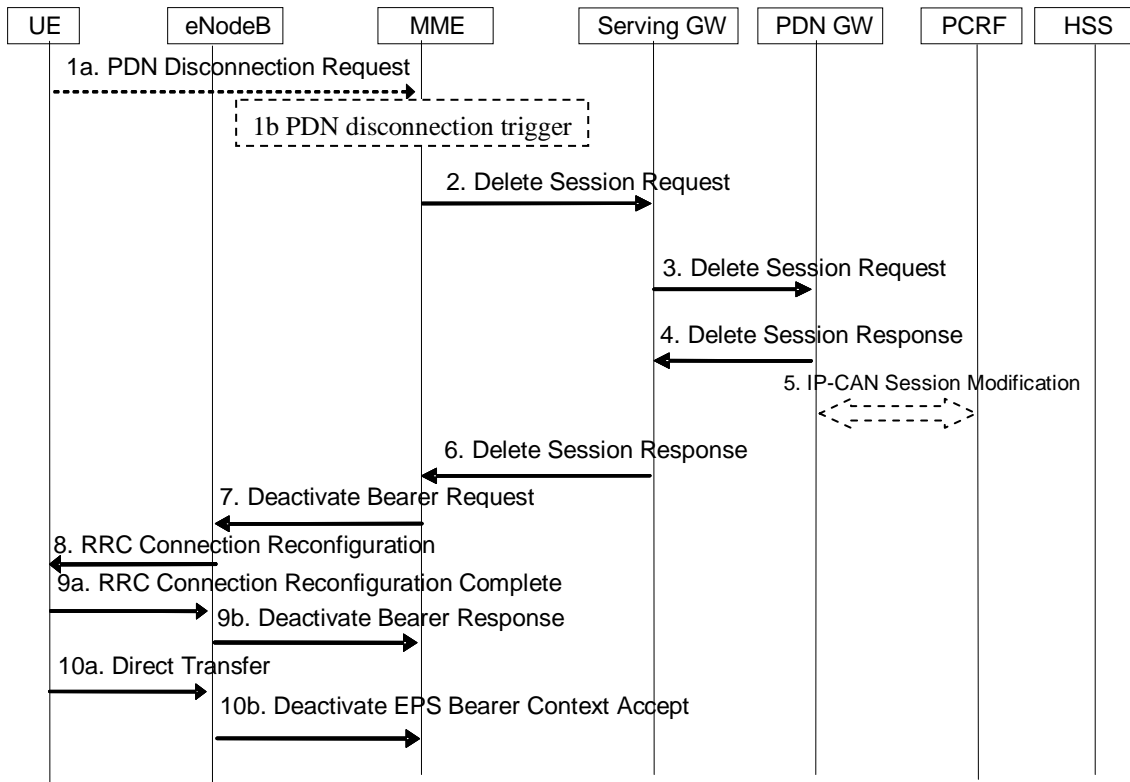 UE eNodeB MME Serving GW PDN GW PCRF HSS
1a. PDN Disconnection Request
1b PDN disconnection trigger
2. Delete Session Request
3. Delete Session Request
4. Delete Session Response
5. IP-CAN Session Modification
6. Delete Session Response
7. Deactivate Bearer Request
8. RRC Connection Reconfiguration
9a. RRC Connection Reconfiguration Complete
9b. Deactivate Bearer Response
10a. Direct Transfer
10b. Deactivate EPS Bearer Context Accept